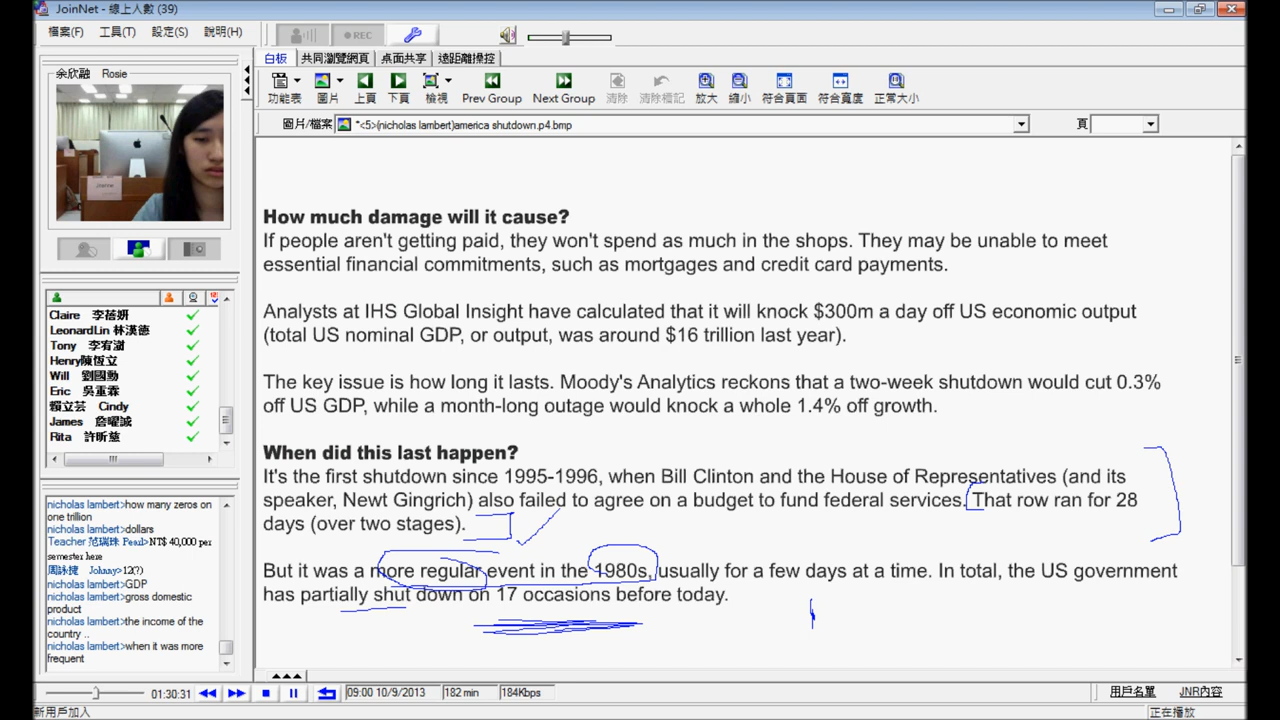 JoinNet - 線上人數 (39)
檔案(F) 工具(T) 設定(S) 說明(H)
REC
余欣融 Rosie
白板 共同瀏覽網頁 桌面共享 遠距離操控
功能表 圖片 上頁 下頁 檢視 Prev Group Next Group 清除 清除標記 放大 縮小 符合頁面 符合寬度 正常大小
圖片/檔案 *<5>(nicholas lambert)america shutdown.p4.bmp 頁
How much damage will it cause?
If people aren't getting paid, they won't spend as much in the shops. They may be unable to meet
essential financial commitments, such as mortgages and credit card payments.
Analysts at IHS Global Insight have calculated that it will knock $300m a day off US economic output
(total US nominal GDP, or output, was around $16 trillion last year).
The key issue is how long it lasts. Moody's Analytics reckons that a two-week shutdown would cut 0.3%
off US GDP, while a month-long outage would knock a whole 1.4% off growth.
When did this last happen?
It's the first shutdown since 1995-1996, when Bill Clinton and the House of Representatives (and its
speaker, Newt Gingrich) also failed to agree on a budget to fund federal services. That row ran for 28
days (over two stages).
But it was a more regular event in the 1980s, usually for a few days at a time. In total, the US government
has partially shut down on 17 occasions before today.
Claire 李蓓妍
LeonardLin 林漢德
Tony 李宥澍
Henry陳恆立
Will 劉國勳
Eric 吳重霖
賴立芸 Cindy
James 詹曜誠
Rita 許昕慈
nicholas lambert>how many zeros on
one trillion
nicholas lambert>dollars
Teacher 范瑞珠 Pearl>NT$ 40,000 per
semester here
周詠捷 Johnny>12(?)
nicholas lambert>GDP
nicholas lambert>gross domestic
product
nicholas lambert>the income of the
country ..
nicholas lambert>when it was more
frequent
01:30:31 09:00 10/9/2013 182 min 184Kbps 用戶名單 JNR內容
新用戶加入 正在播放